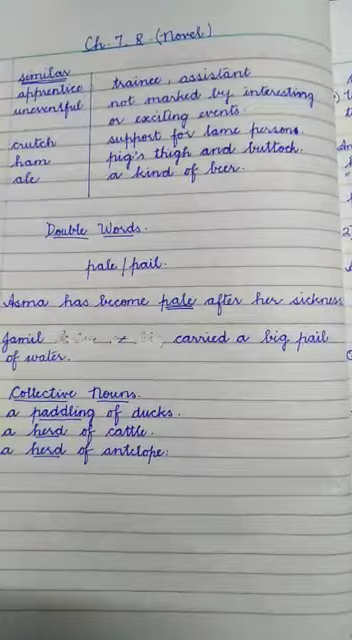 Ch. 7, 8. (Novel)
similar
apprentice trainee, assistant
uneventful not marked by interesting
or exciting events.
crutch support for lame person.
ham pig's thigh and buttock.
ale a kind of beer.
Double Words.
pale/pail.
Asma has become pale after her sickness
Jamil carried a big pail
of water.
Collective Nouns.
a paddling of ducks.
a herd of cattle.
a herd of antelope.
2)